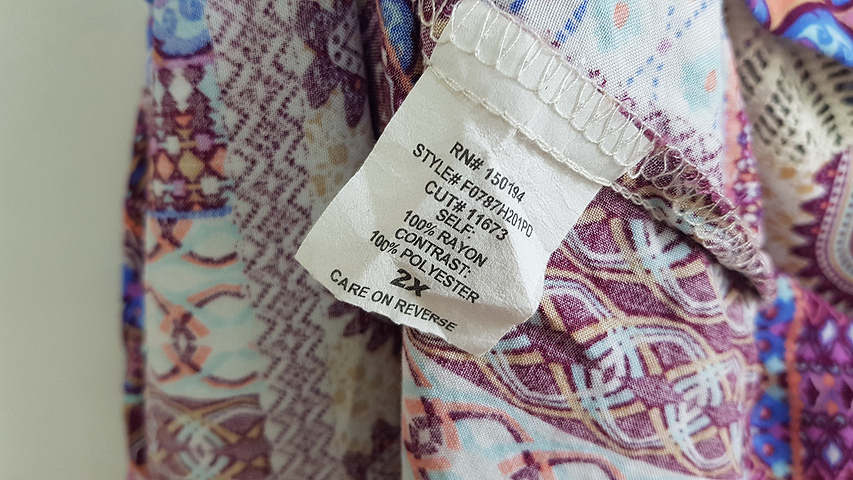 RN# 150194
STYLE# F0787H201PD
CUT# 11673
SELF:
100% RAYON
CONTRAST:
100% POLYESTER
2X
CARE ON REVERSE